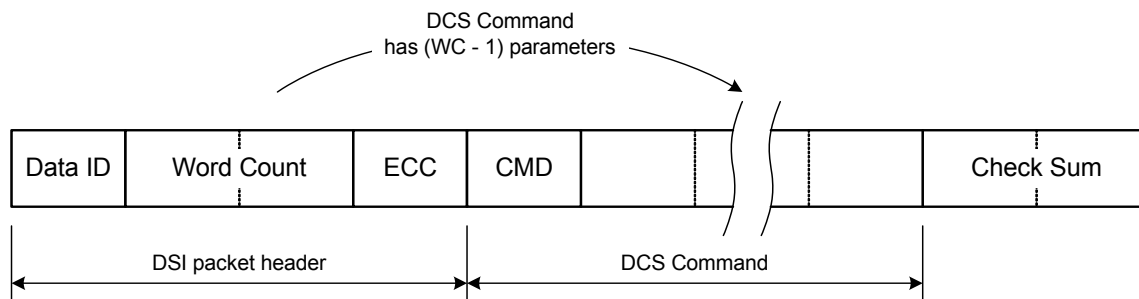 DCS Command
has (WC - 1) parameters
Data ID Word Count ECC CMD Check Sum
DSI packet header DCS Command